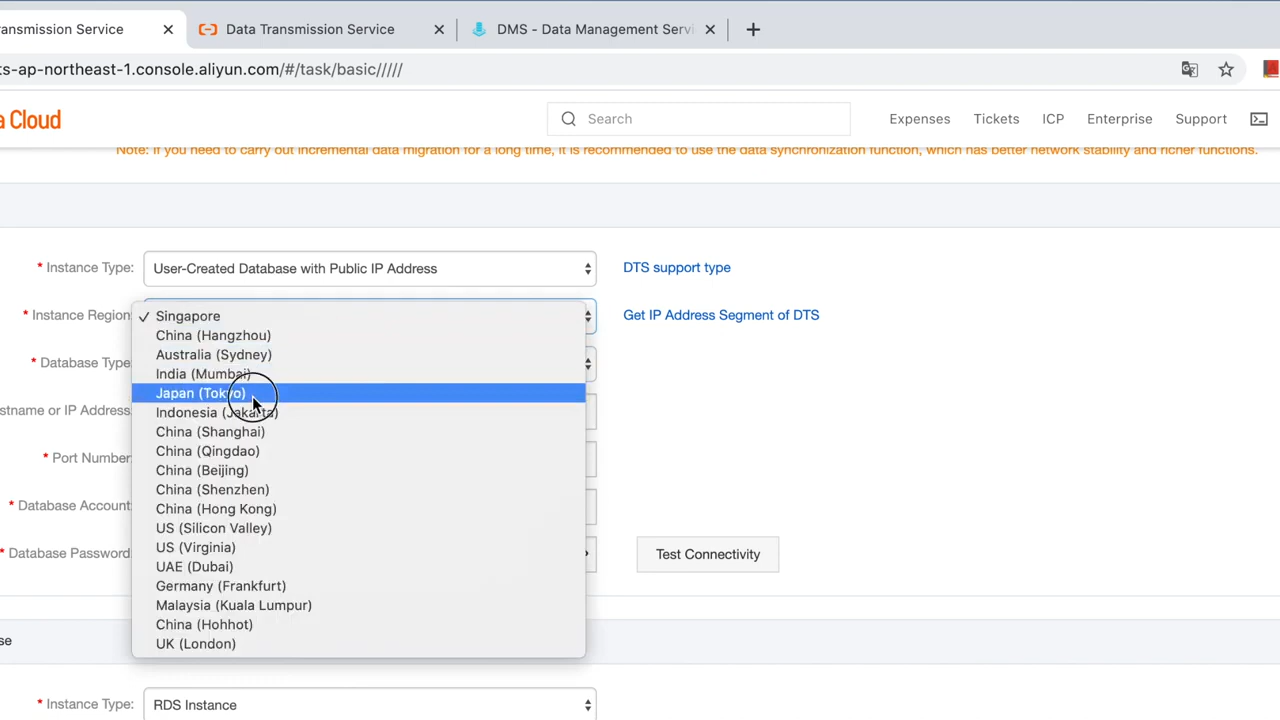 ransmission Service
Data Transmission Service
DMS - Data Management Servi
ts-ap-northeast-1.console.aliyun.com/#/task/basic/////
a Cloud
Search
Expenses
Tickets
ICP
Enterprise
Support
Note: If you need to carry out incremental data migration for a long time, it is recommended to use the data synchronization function, which has better network stability and richer functions.
* Instance Type:
User-Created Database with Public IP Address
DTS support type
* Instance Region:
Get IP Address Segment of DTS
✓ Singapore
China (Hangzhou)
Australia (Sydney)
India (Mumbai)
Japan (Tokyo)
Indonesia (Jakarta)
China (Shanghai)
China (Qingdao)
China (Beijing)
China (Shenzhen)
China (Hong Kong)
US (Silicon Valley)
US (Virginia)
UAE (Dubai)
Germany (Frankfurt)
Malaysia (Kuala Lumpur)
China (Hohhot)
UK (London)
* Database Type:
stname or IP Address:
* Port Number:
* Database Account:
* Database Password:
Test Connectivity
se
* Instance Type:
RDS Instance